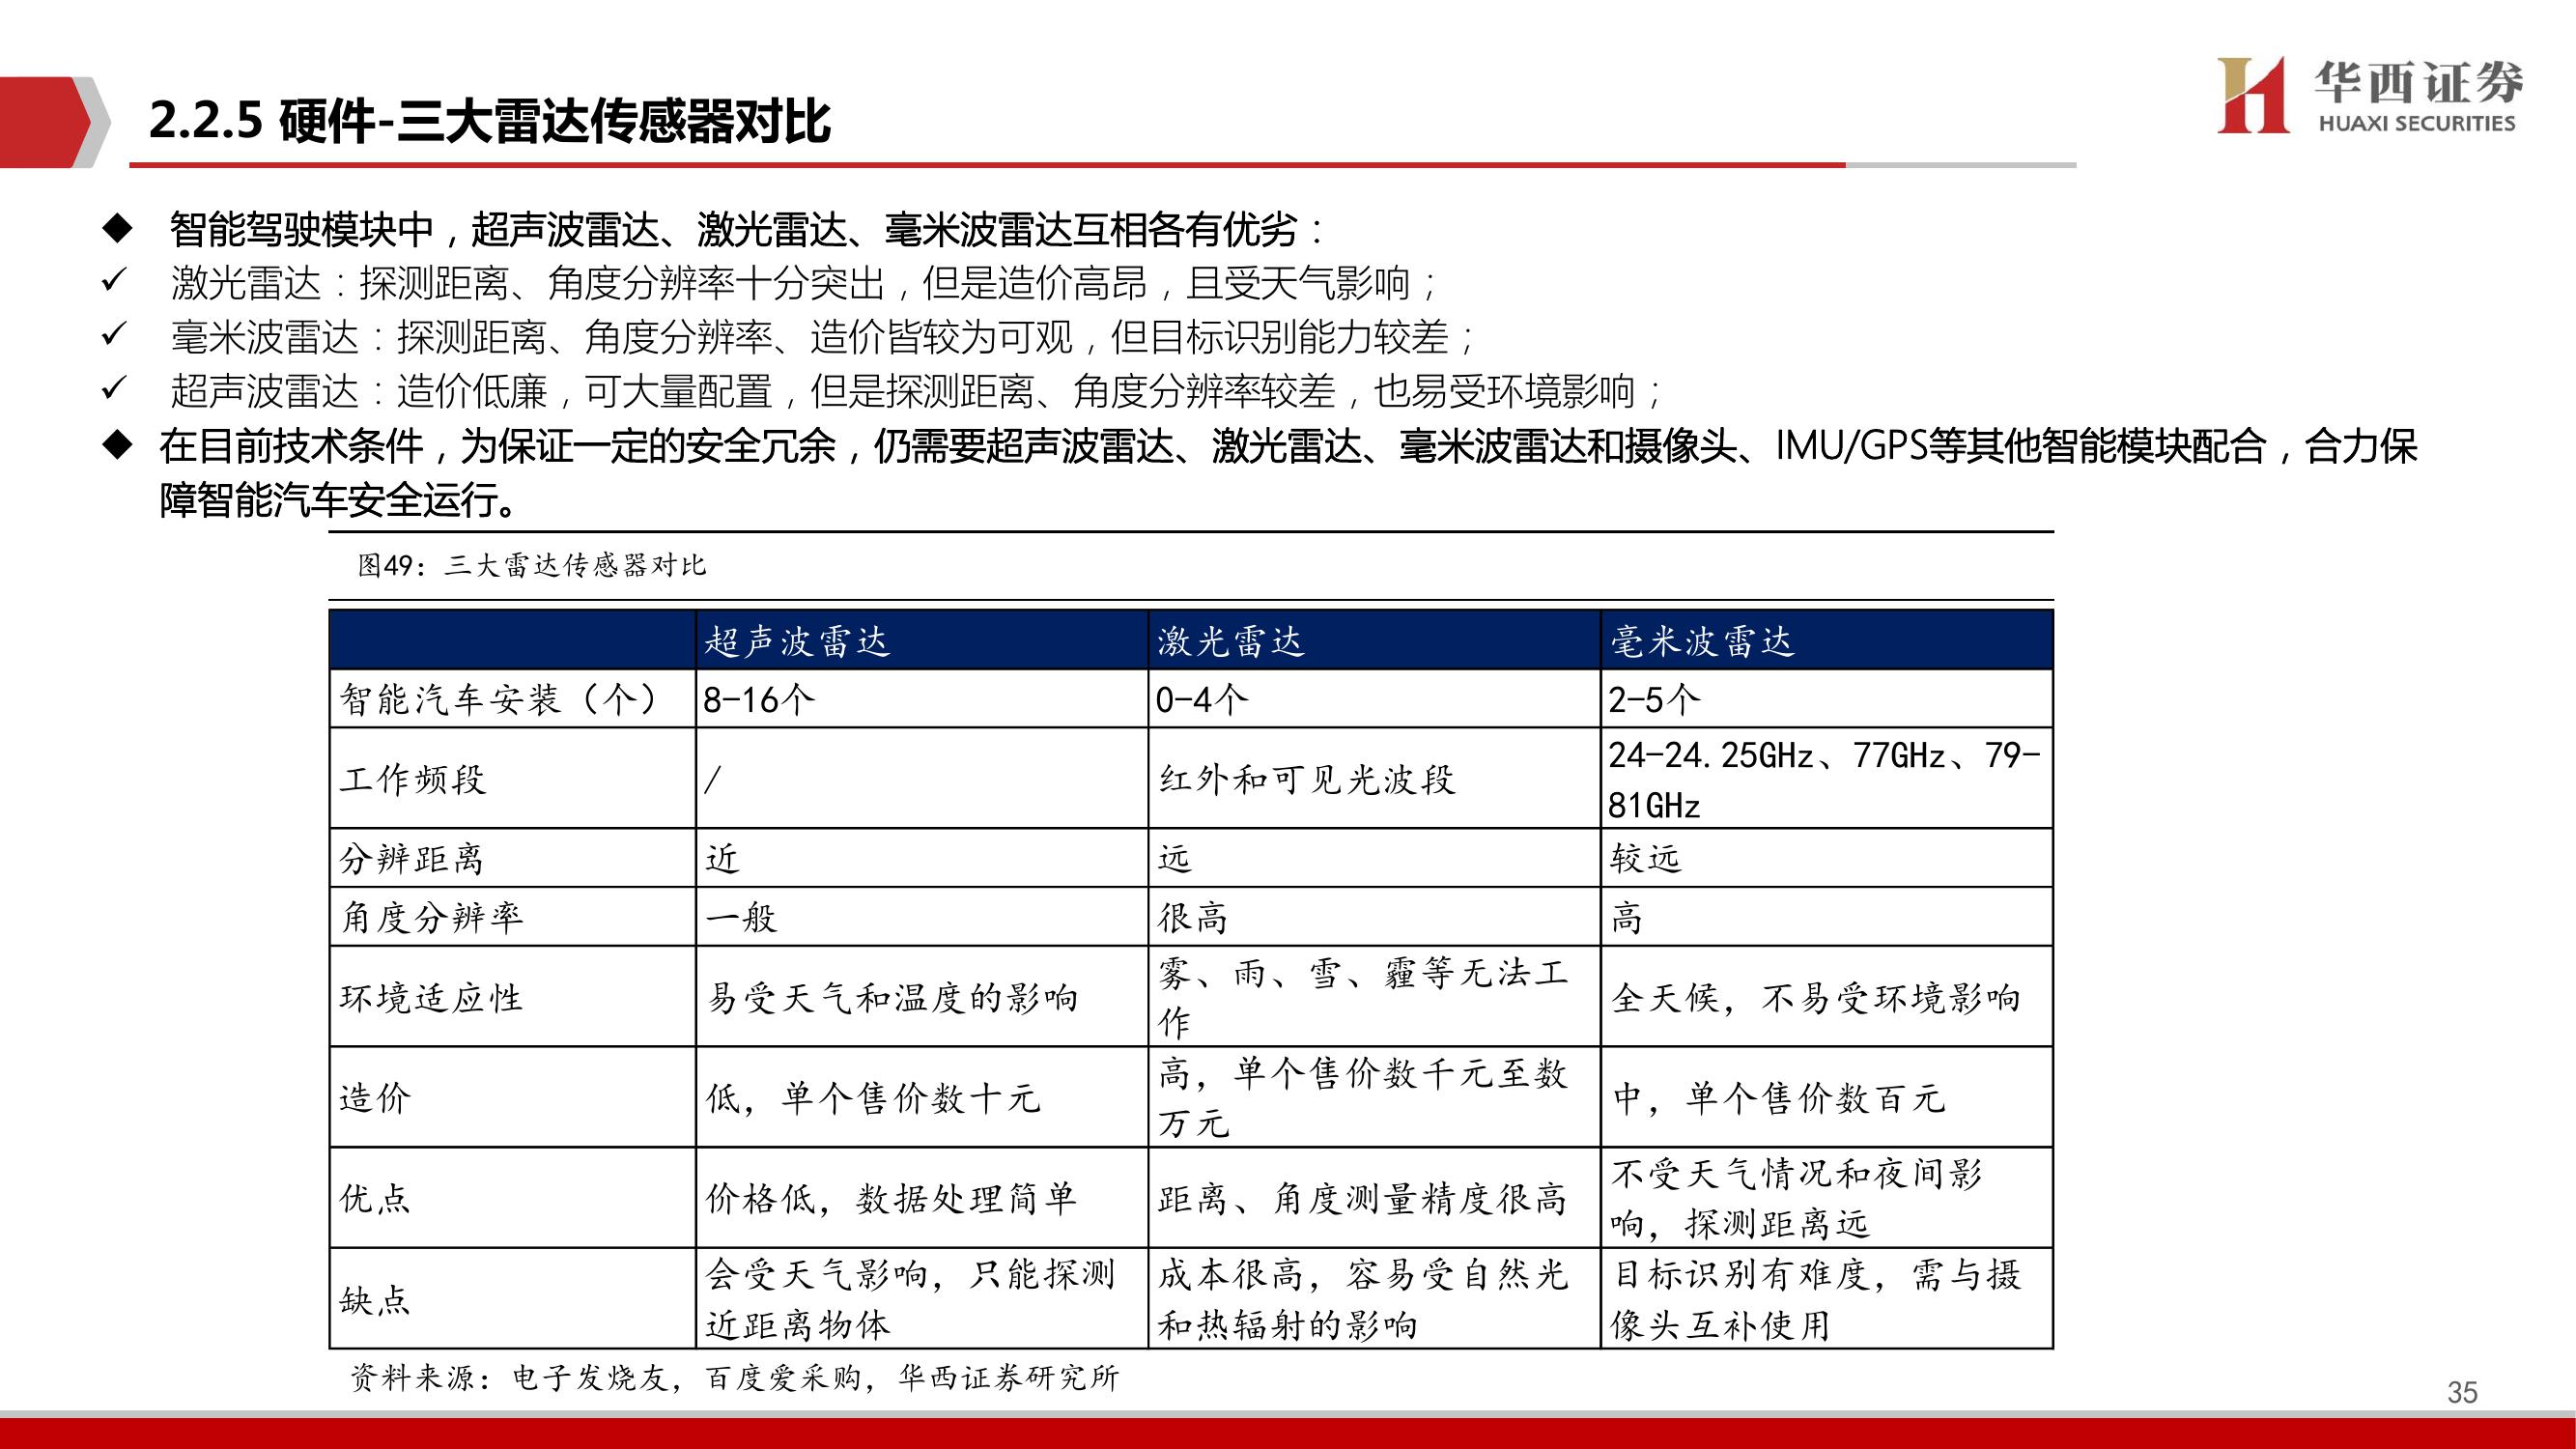 2.2.5 硬件-三大雷达传感器对比
华西证券
HUAXI SECURITIES
◆ 智能驾驶模块中，超声波雷达、激光雷达、毫米波雷达互相各有优劣：
✓ 激光雷达：探测距离、角度分辨率十分突出，但是造价高昂，且受天气影响；
✓ 毫米波雷达：探测距离、角度分辨率、造价皆较为可观，但目标识别能力较差；
✓ 超声波雷达：造价低廉，可大量配置，但是探测距离、角度分辨率较差，也易受环境影响；
◆ 在目前技术条件，为保证一定的安全冗余，仍需要超声波雷达、激光雷达、毫米波雷达和摄像头、IMU/GPS等其他智能模块配合，合力保
障智能汽车安全运行。
图49：三大雷达传感器对比
超声波雷达 激光雷达 毫米波雷达
智能汽车安装（个） 8-16个 0-4个 2-5个
工作频段 / 红外和可见光波段 24-24.25GHz、77GHz、79-
81GHz
分辨距离 近 远 较远
角度分辨率 一般 很高 高
环境适应性 易受天气和温度的影响 雾、雨、雪、霾等无法工
作 全天候，不易受环境影响
造价 低，单个售价数十元 高，单个售价数千元至数
万元 中，单个售价数百元
优点 价格低，数据处理简单 距离、角度测量精度很高 不受天气情况和夜间影
响，探测距离远
缺点 会受天气影响，只能探测
近距离物体 成本很高，容易受自然光
和热辐射的影响 目标识别有难度，需与摄
像头互补使用
资料来源：电子发烧友，百度爱采购，华西证券研究所
35